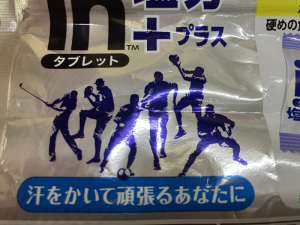 in™
塩分
+プラス
タブレット
硬めの
塩
汗をかいて頑張るあなたに